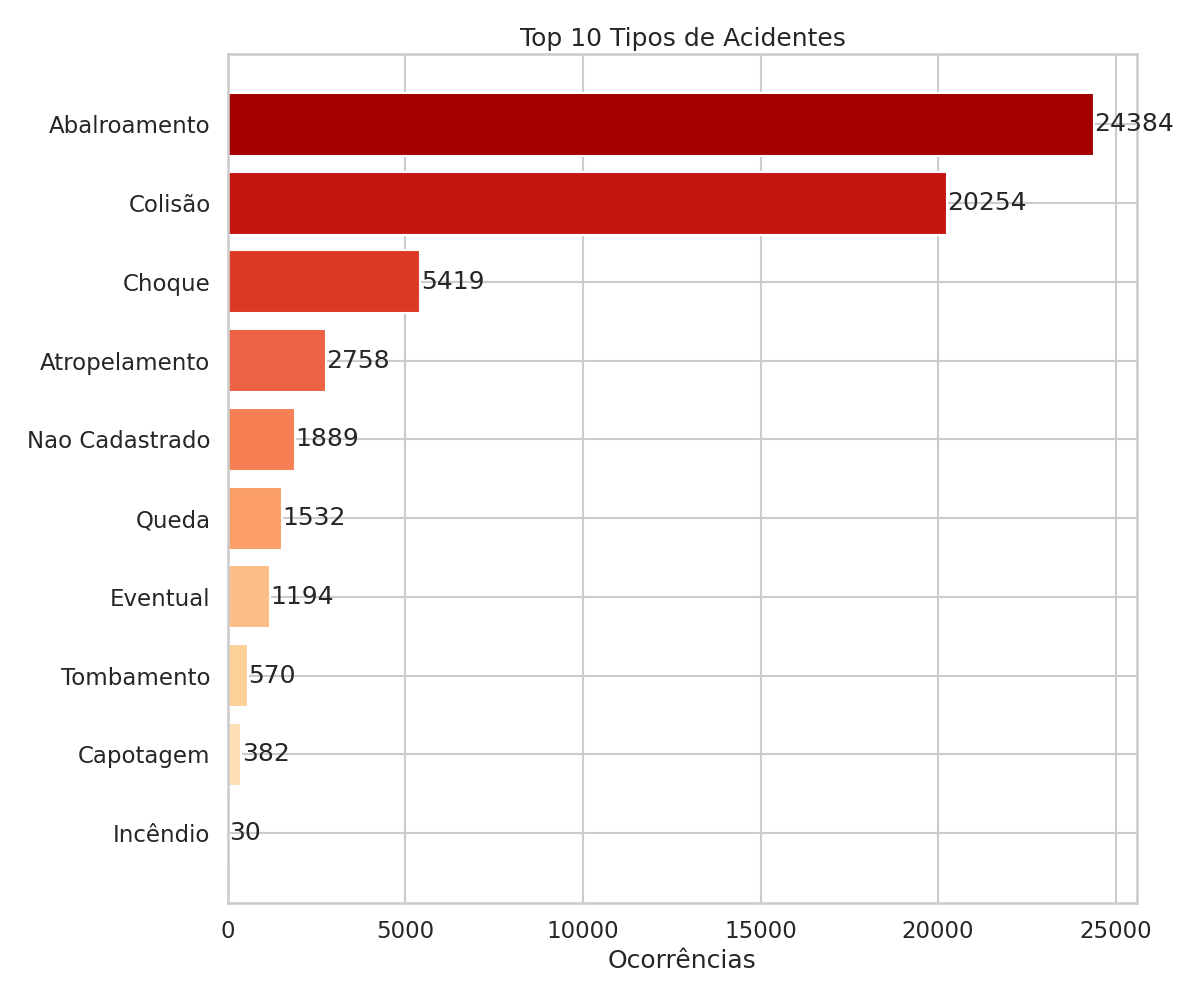 Top 10 Tipos de Acidentes
Abalroamento 24384
Colisão 20254
Choque 5419
Atropelamento 2758
Nao Cadastrado 1889
Queda 1532
Eventual 1194
Tombamento 570
Capotagem 382
Incêndio 30
0 5000 10000 15000 20000 25000
Ocorrências